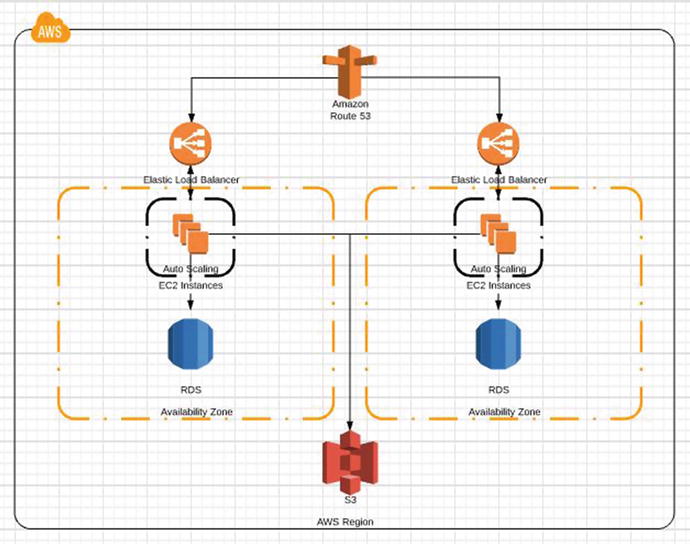 AWS
Amazon
Route 53
Elastic Load Balancer
Elastic Load Balancer
Auto Scaling
EC2 Instances
Auto Scaling
EC2 Instances
RDS
RDS
Availability Zone
Availability Zone
S3
AWS Region